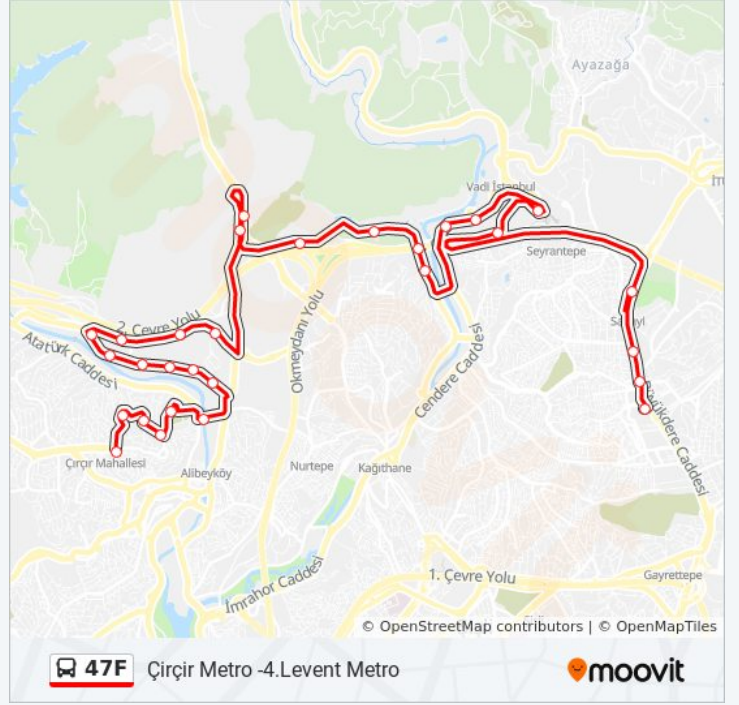 Ayazağa
Vadi İstanbul
Seyrantepe
2. Çevre Yolu
Atatürk Caddesi
Okmeydanı Yolu
Cendere Caddesi
Büyükdere Caddesi
Çırçır Mahallesi
Alibeyköy
Nurtepe
Kağıthane
İmrahor Caddesi
1. Çevre Yolu
Gayrettepe
© OpenStreetMap contributors | © OpenMapTiles
47F Çirçir Metro -4.Levent Metro
moovit